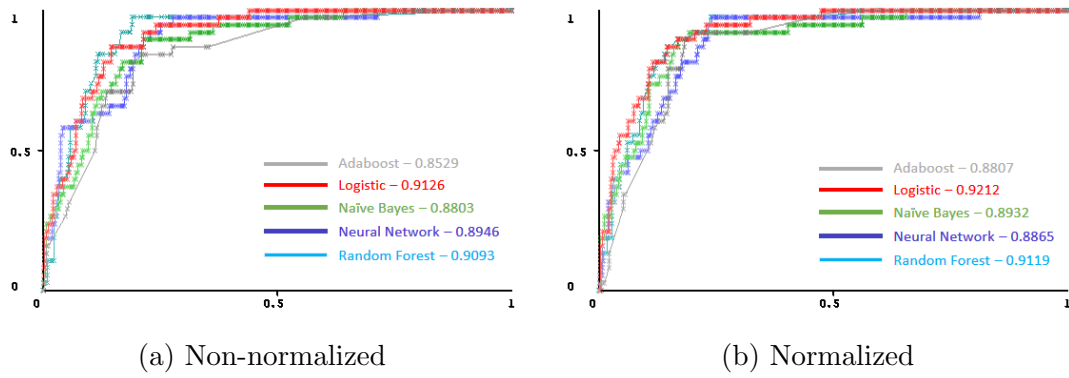 1
0.5
Adaboost – 0.8529
Logistic – 0.9126
Naïve Bayes – 0.8803
Neural Network – 0.8946
Random Forest – 0.9093
0
0 0.5 1
(a) Non-normalized
1
0.5
Adaboost – 0.8807
Logistic – 0.9212
Naïve Bayes – 0.8932
Neural Network – 0.8865
Random Forest – 0.9119
0
0 0.5 1
(b) Normalized